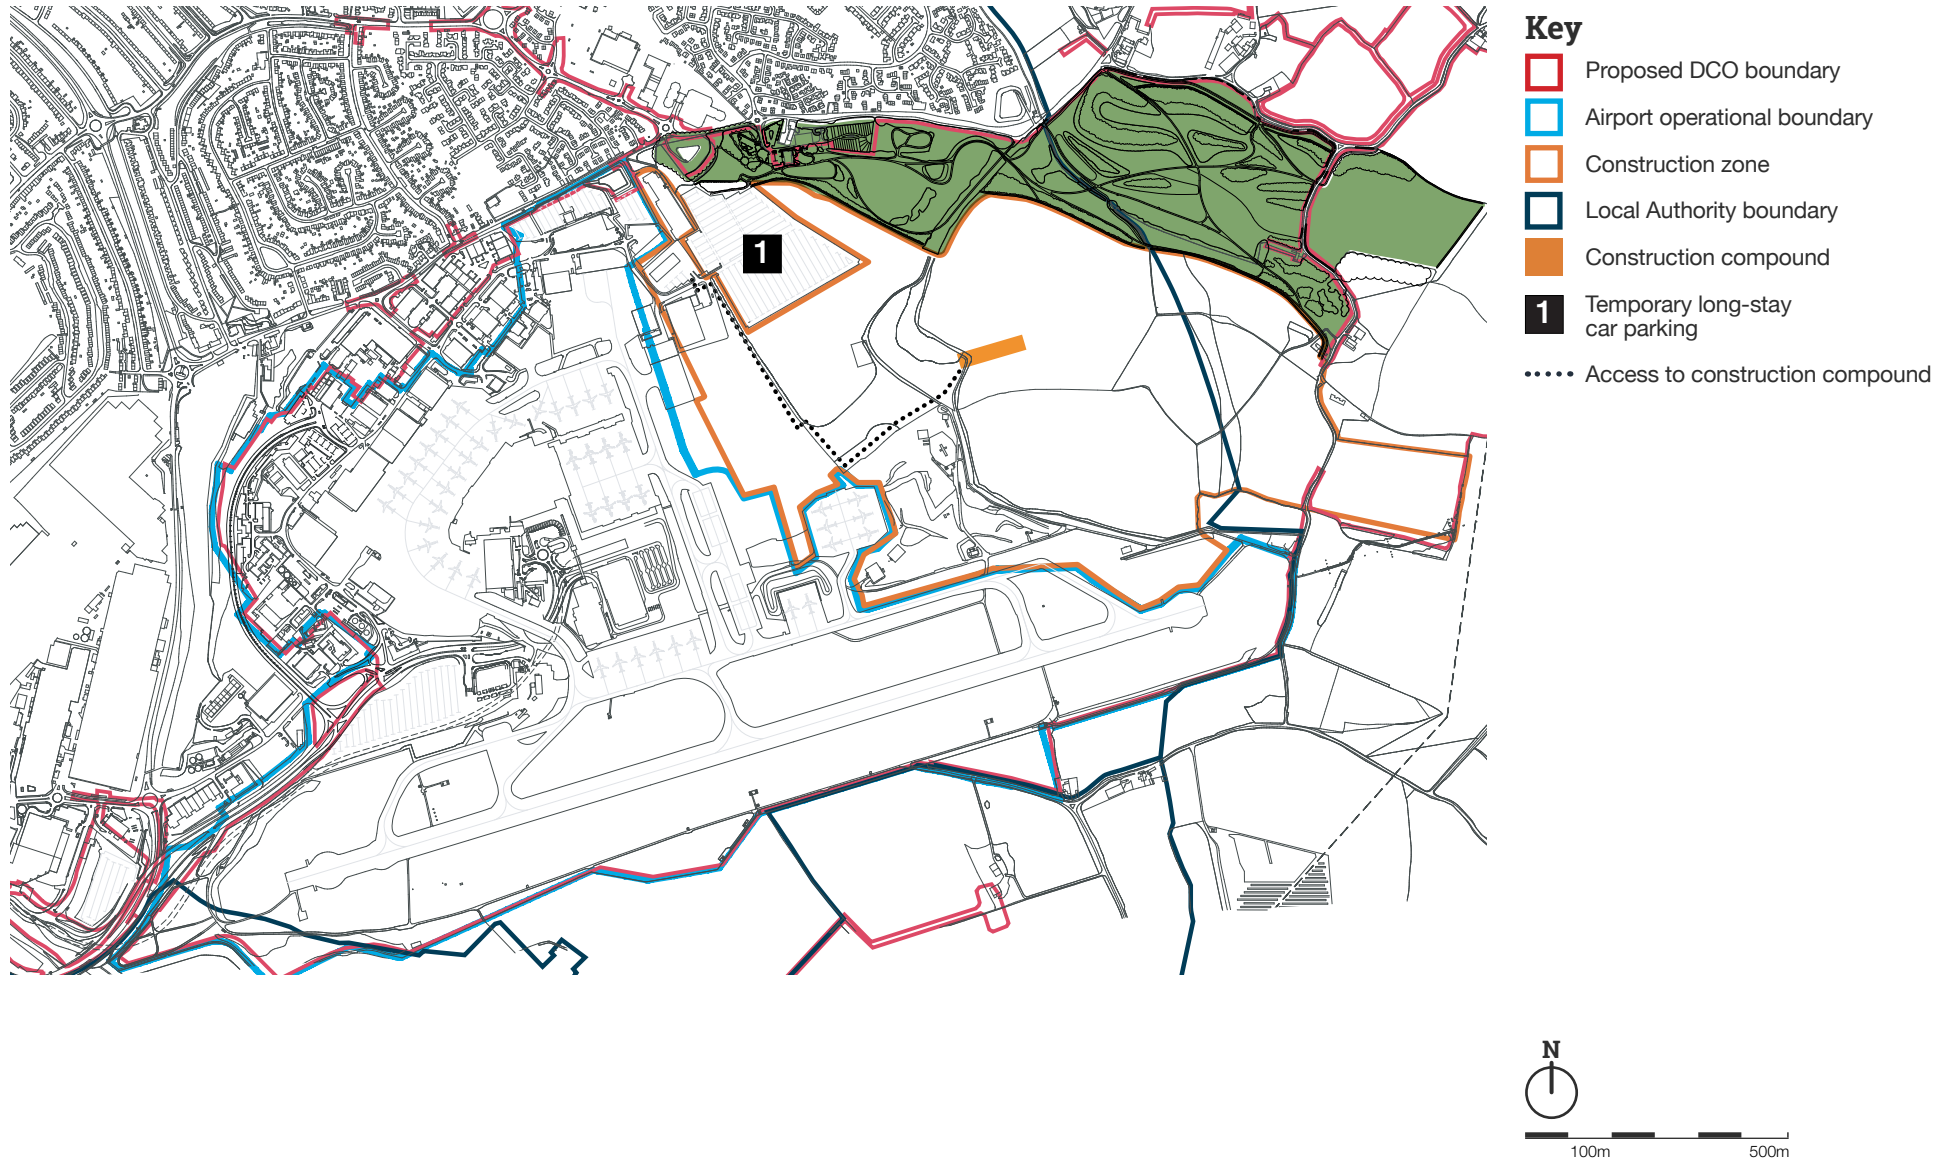 Key
Proposed DCO boundary
Airport operational boundary
Construction zone
Local Authority boundary
Construction compound
1
Temporary long-stay
car parking
Access to construction compound
1
N
100m
500m